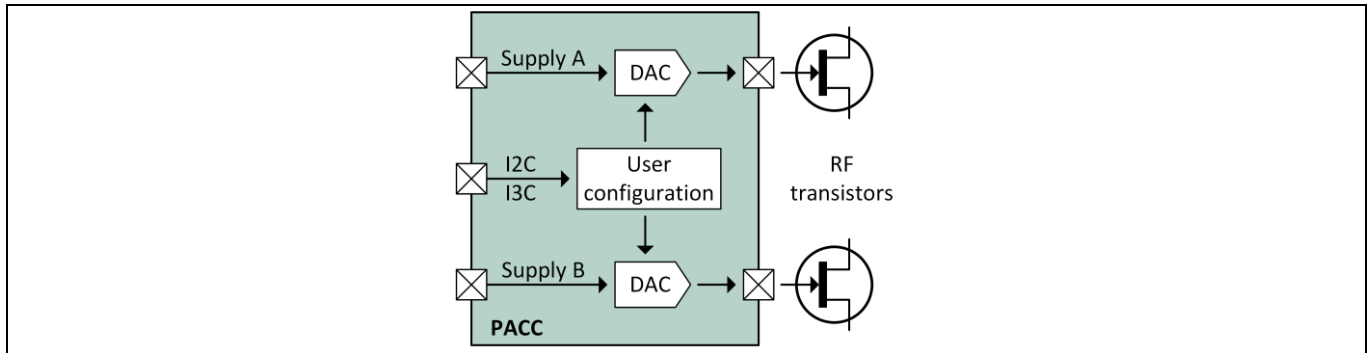 Supply A
DAC
I2C
I3C
User
configuration
RF
transistors
Supply B
DAC
PACC